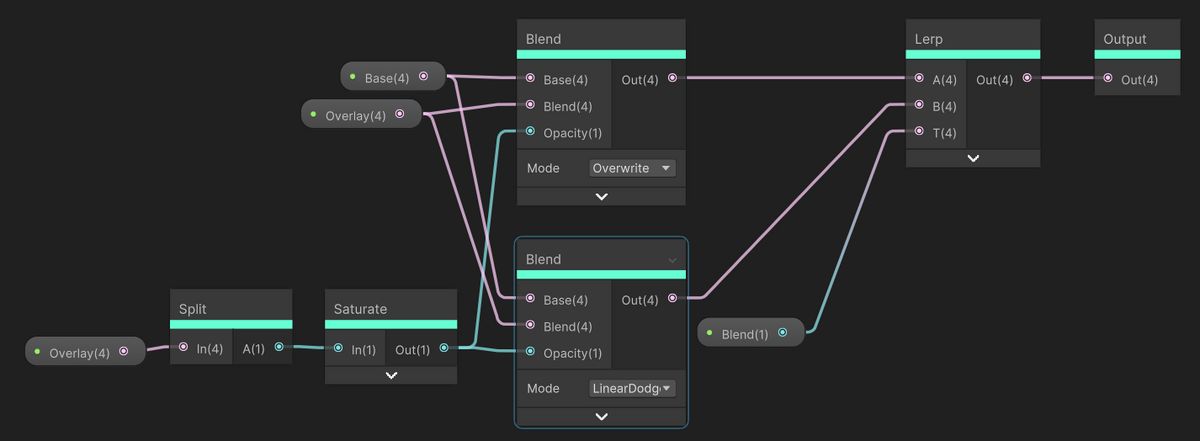 Blend
Base(4)
Overlay(4)
Base(4)
Out(4)
Blend(4)
Opacity(1)
Mode
Overwrite
Lerp
A(4)
Out(4)
B(4)
T(4)
Output
Out(4)
Blend
Base(4)
Out(4)
Blend(4)
Opacity(1)
Mode
LinearDodg
Overlay(4)
Split
In(4)
A(1)
Saturate
In(1)
Out(1)
Blend(1)